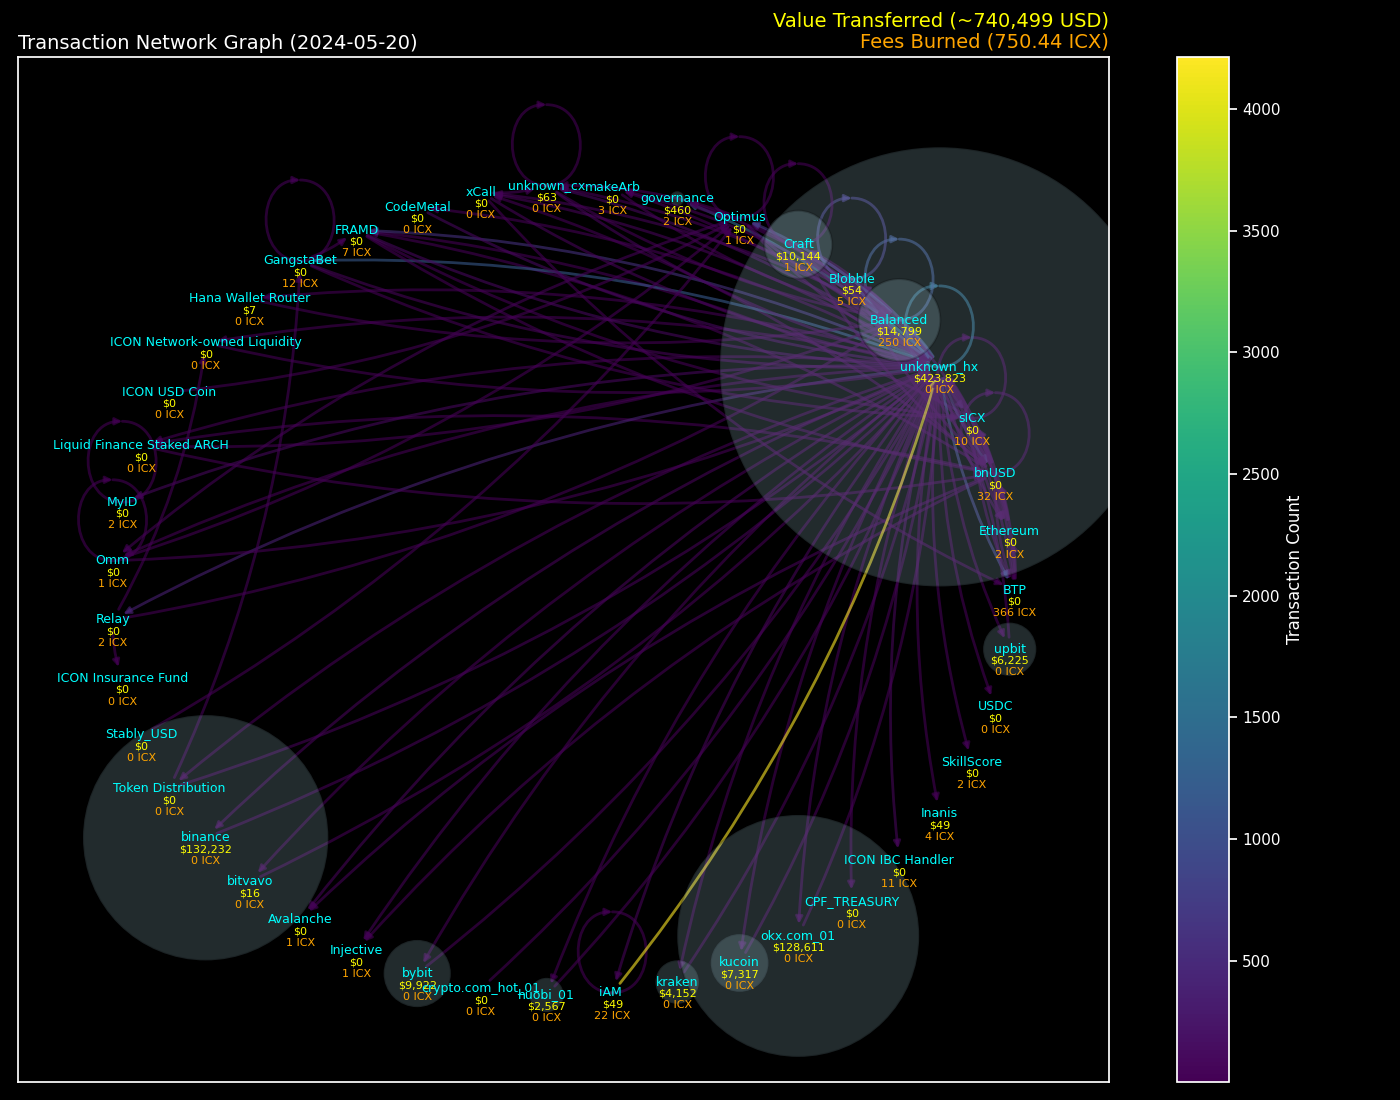 Value Transferred (~740,499 USD)
Transaction Network Graph (2024-05-20)
Fees Burned (750.44 ICX)
unknown_cx
$63
0 ICX
makeArb
$0
3 ICX
xCall
$0
0 ICX
governance
$460
2 ICX
CodeMetal
$0
0 ICX
Optimus
$0
1 ICX
FRAMD
$0
7 ICX
Craft
$10,144
1 ICX
GangstaBet
$0
12 ICX
Blobble
$54
5 ICX
Hana Wallet Router
$7
0 ICX
Balanced
$14,799
250 ICX
ICON Network-owned Liquidity
$0
0 ICX
unknown_hx
$423,823
0 ICX
ICON USD Coin
$0
0 ICX
sICX
$0
10 ICX
Liquid Finance Staked ARCH
$0
0 ICX
bnUSD
$0
32 ICX
MyID
$0
2 ICX
Ethereum
$0
2 ICX
Omm
$0
1 ICX
BTP
$0
366 ICX
Relay
$0
2 ICX
upbit
$6,225
0 ICX
ICON Insurance Fund
$0
0 ICX
USDC
$0
0 ICX
Stably_USD
$0
0 ICX
SkillScore
$0
2 ICX
Token Distribution
$0
0 ICX
Inanis
$49
4 ICX
binance
$132,232
0 ICX
ICON IBC Handler
$0
11 ICX
bitvavo
$16
0 ICX
CPF_TREASURY
$0
0 ICX
Avalanche
$0
1 ICX
okx.com_01
$128,611
0 ICX
Injective
$0
1 ICX
kucoin
$7,317
0 ICX
bybit
$9,922
0 ICX
crypto.com_hot_01
$0
0 ICX
huobi_01
$2,567
0 ICX
iAM
$49
22 ICX
kraken
$4,152
0 ICX
4000
3500
3000
2500
2000
1500
1000
500
Transaction Count